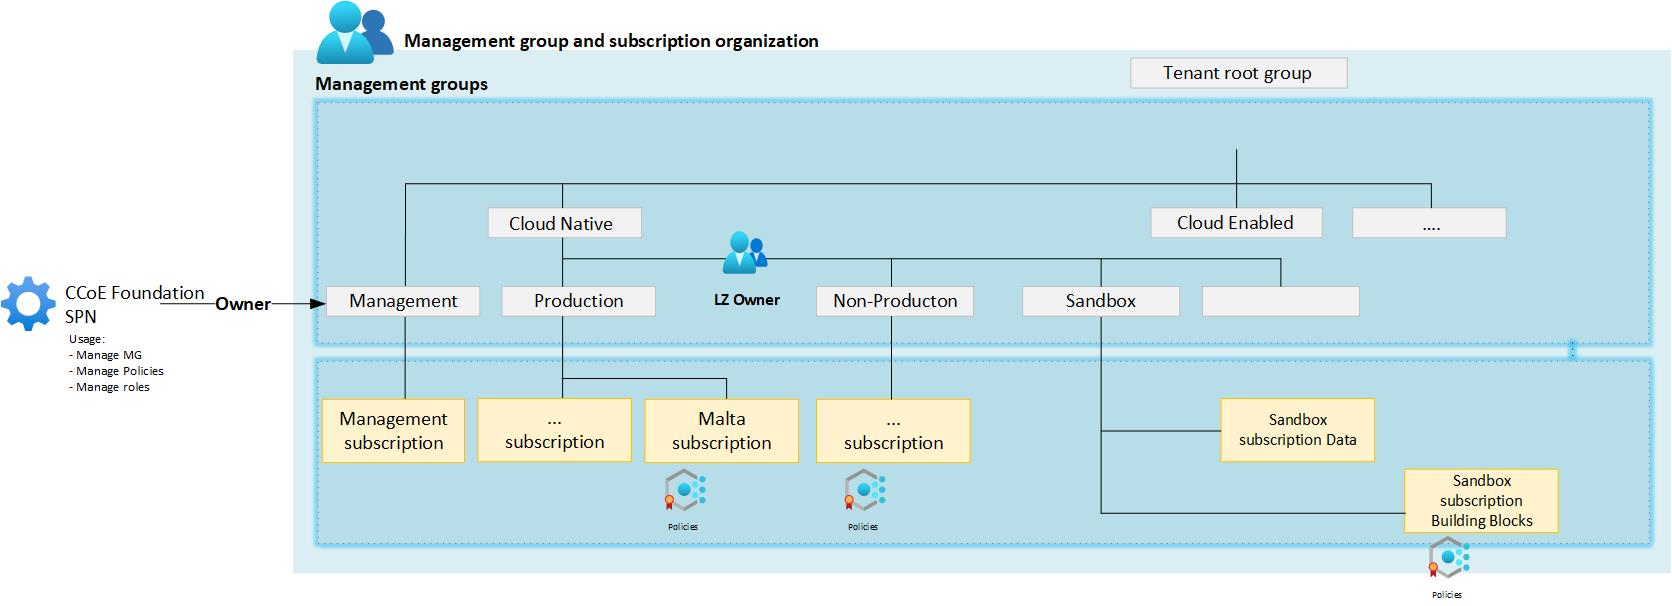 Management group and subscription organization
Tenant root group
Management groups
Cloud Native
Cloud Enabled
....
CCoE Foundation
SPN
Owner
Usage:
- Manage MG
- Manage Policies
- Manage roles
Management
Production
LZ Owner
Non-Producton
Sandbox
Management
subscription
...
subscription
Malta
subscription
...
subscription
Sandbox
subscription Data
Sandbox
subscription
Building Blocks
Policies
Policies
Policies